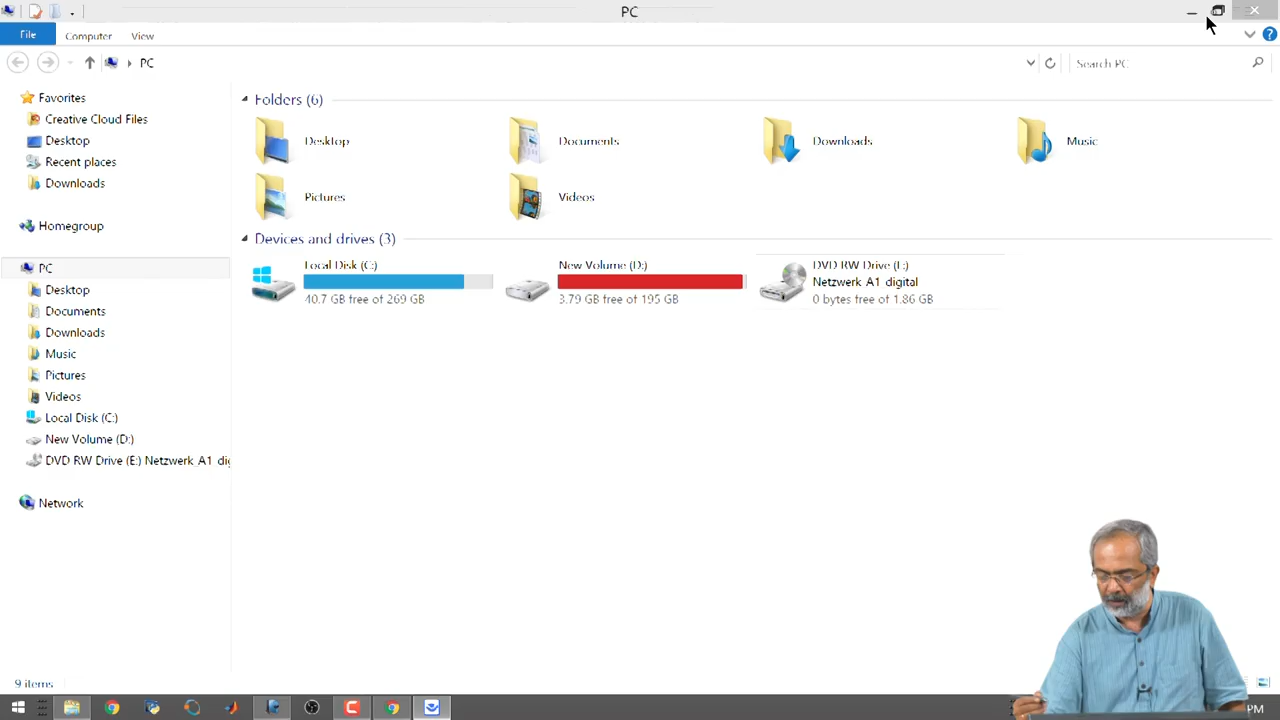 PC
File
Computer
View
PC
Search PC
Favorites
Creative Cloud Files
Desktop
Recent places
Downloads
Homegroup
PC
Desktop
Documents
Downloads
Music
Pictures
Videos
Local Disk (C:)
New Volume (D:)
DVD RW Drive (E:) Netzwerk A1 dig
Network
Folders (6)
Desktop
Documents
Downloads
Music
Pictures
Videos
Devices and drives (3)
Local Disk (C:)
40.7 GB free of 269 GB
New Volume (D:)
3.79 GB free of 195 GB
DVD RW Drive (E:)
Netzwerk A1 digital
0 bytes free of 1.86 GB
9 items
PM